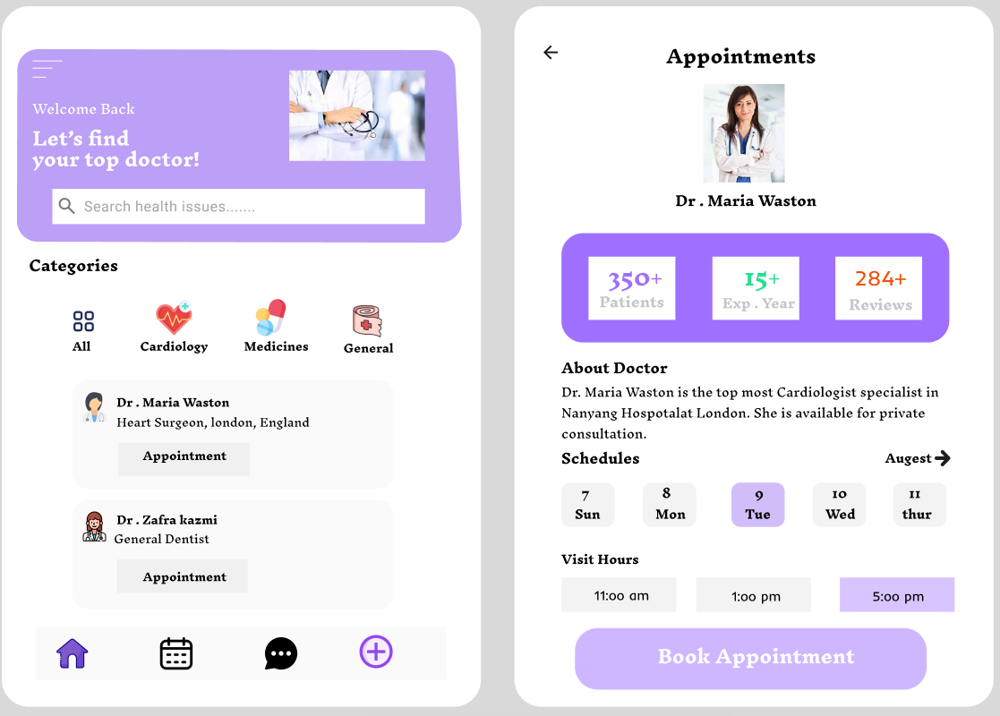 Welcome Back
Let's find
your top doctor!
Search health issues.......
Categories
All
Cardiology
Medicines
General
Dr . Maria Waston
Heart Surgeon, london, England
Appointment
Dr . Zafra kazmi
General Dentist
Appointment
Appointments
Dr . Maria Waston
350+
Patients
15+
Exp . Year
284+
Reviews
About Doctor
Dr. Maria Waston is the top most Cardiologist specialist in
Nanyang Hospotalat London. She is available for private
consultation.
Schedules
Augest
7
Sun
8
Mon
9
Tue
10
Wed
11
thur
Visit Hours
11:00 am
1:00 pm
5:00 pm
Book Appointment